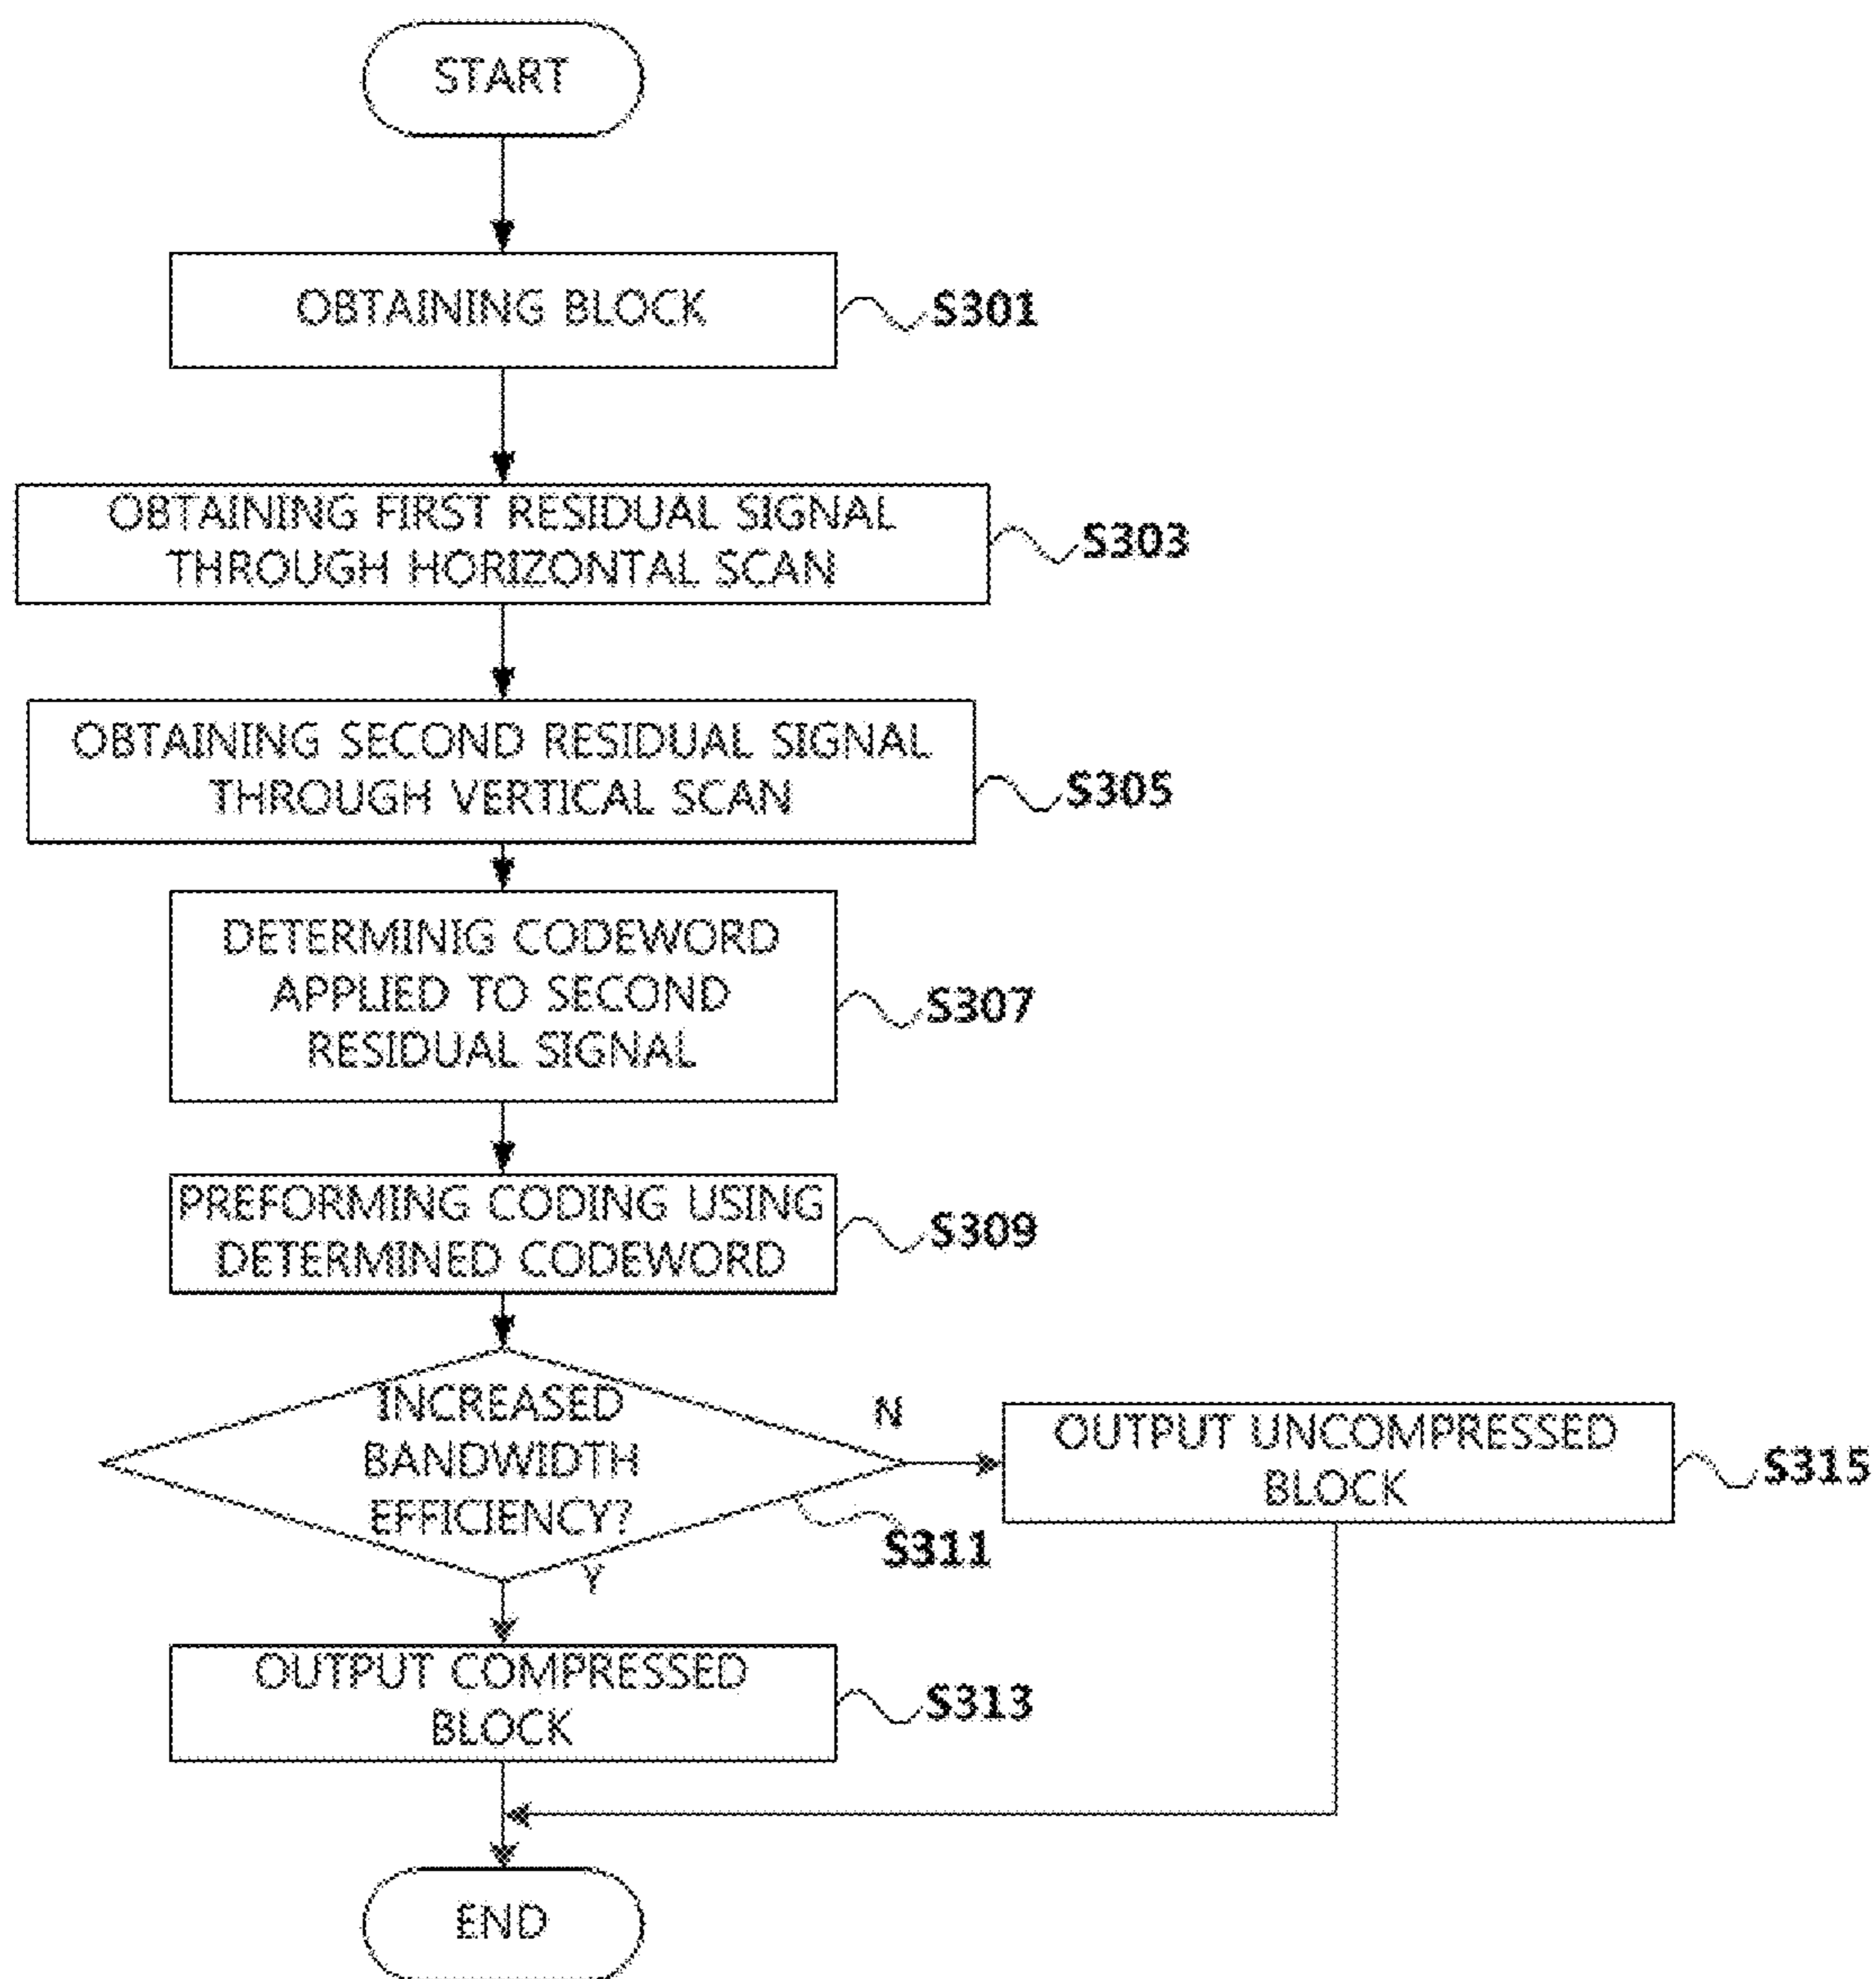 START
OBTAINING BLOCK
S301
OBTAINING FIRST RESIDUAL SIGNAL
THROUGH HORIZONTAL SCAN
S303
OBTAINING SECOND RESIDUAL SIGNAL
THROUGH VERTICAL SCAN
S305
DETERMINIG CODEWORD
APPLIED TO SECOND
RESIDUAL SIGNAL
S307
PREFORMING CODING USING
DETERMINED CODEWORD
S309
INCREASED
BANDWIDTH
EFFICIENCY?
S311
N
OUTPUT UNCOMPRESSED
BLOCK
S315
Y
OUTPUT COMPRESSED
BLOCK
S313
END